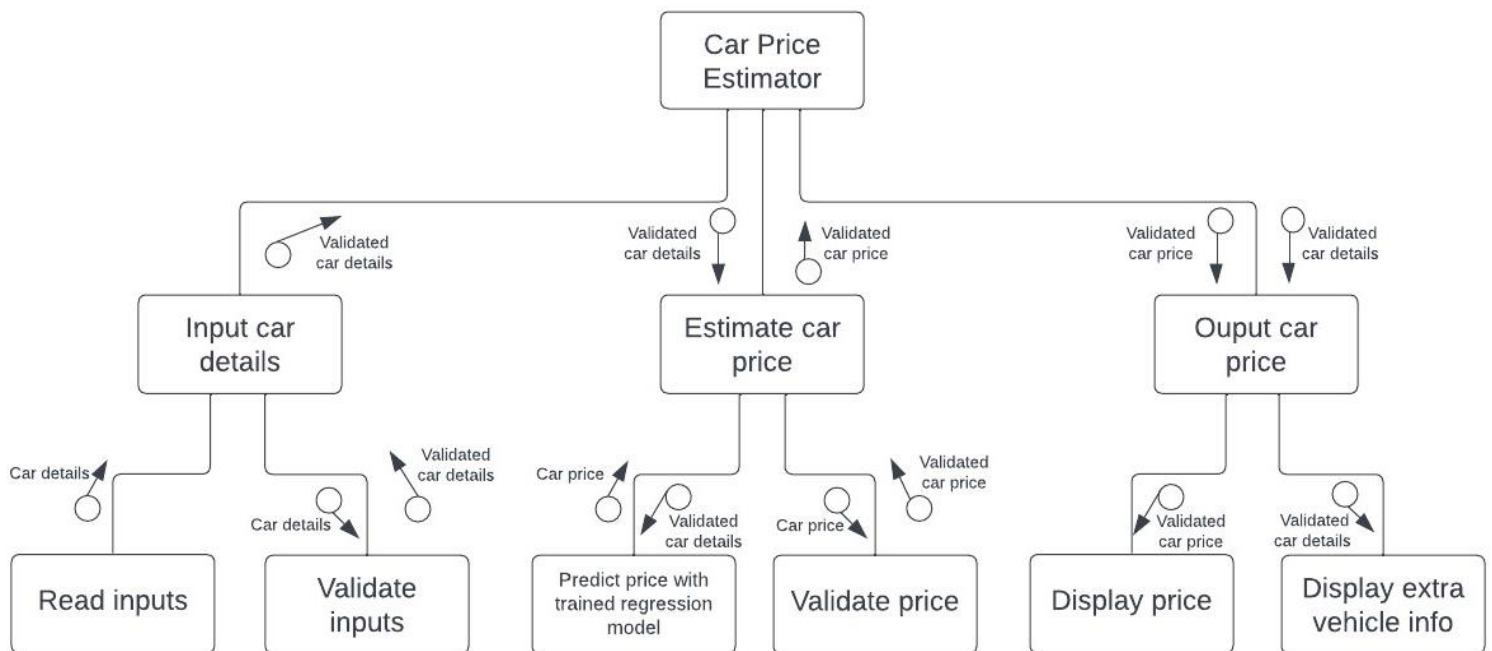 Car Price
Estimator
Validated
car details
Validated
car details
Validated
car price
Validated
car price
Validated
car details
Input car
details
Estimate car
price
Ouput car
price
Car details
Validated
car details
Car details
Car price
Validated
car details
Validated
car price
Car price
Validated
car price
Validated
car details
Read inputs
Validate
inputs
Predict price with
trained regression
model
Validate price
Display price
Display extra
vehicle info